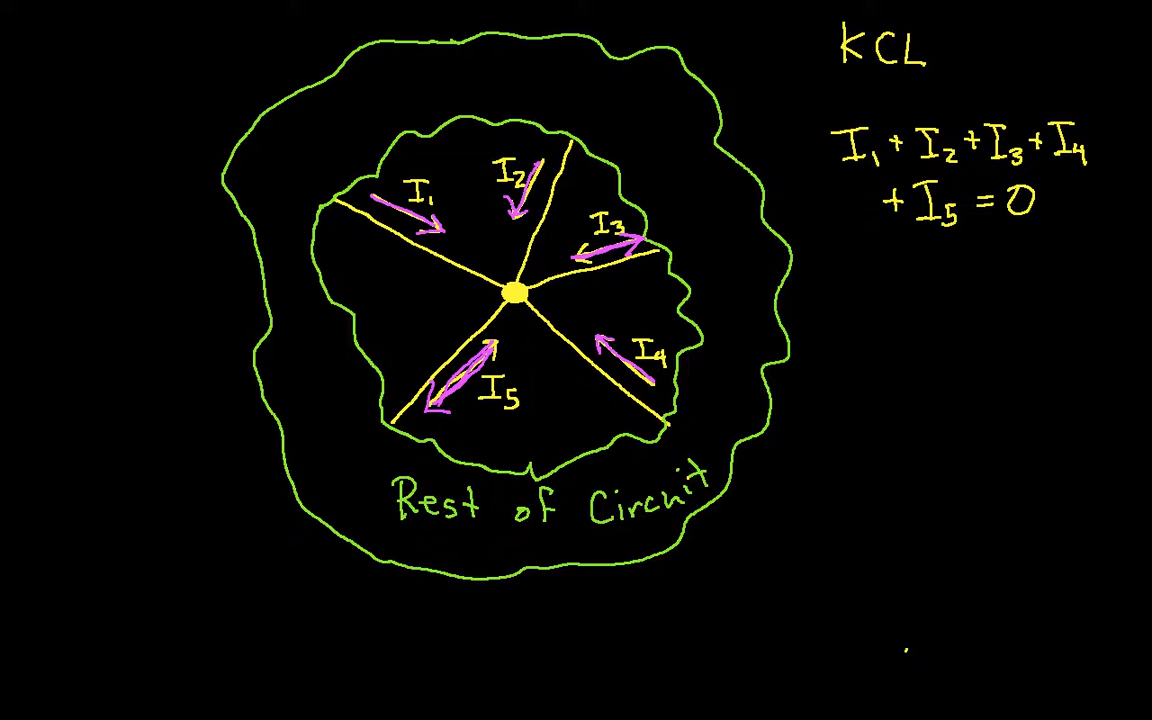 KCL
I₁ + I₂ + I₃ + I₄
+ I₅ = 0
I₁
I₂
I₃
I₄
I₅
Rest of Circuit